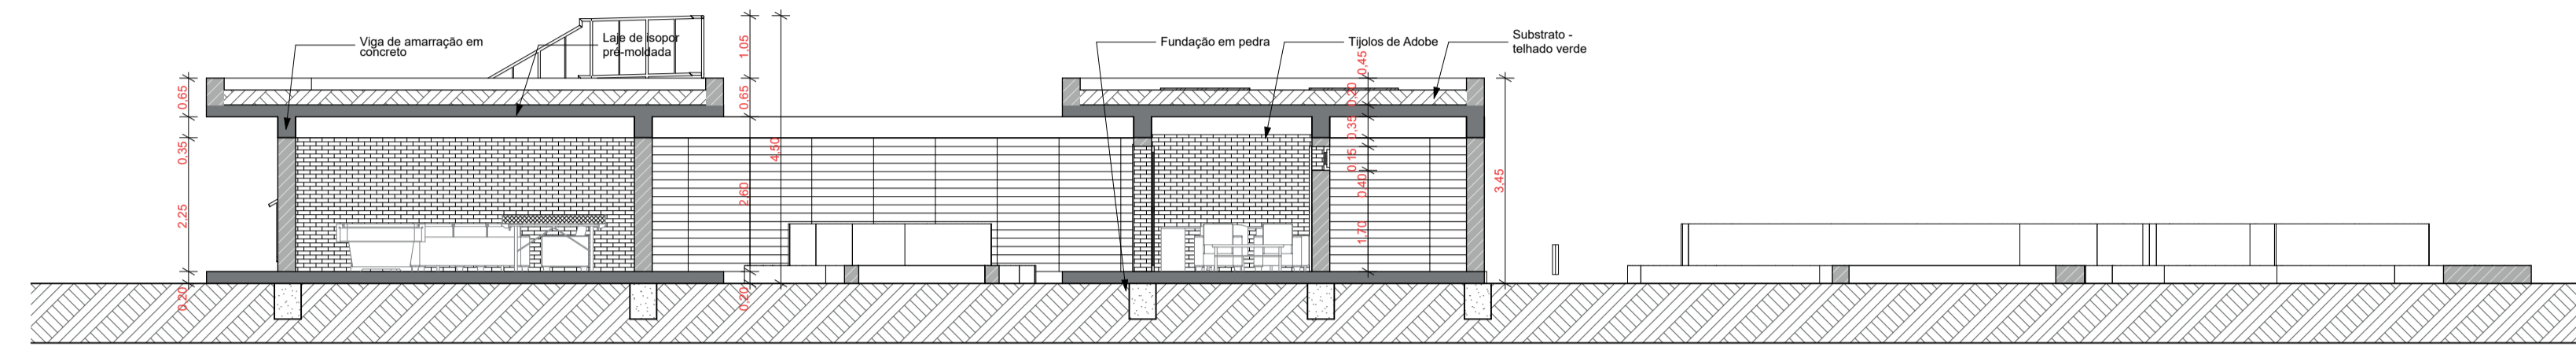 Viga de amarração em
concreto
Laje de isopor
pré-moldada
Fundação em pedra
Tijolos de Adobe
Substrato -
telhado verde
0,65
0,35
2,25
0,20
1,05
0,65
2,60
0,20
4,50
0,45
0,20
0,35
0,15
0,40
1,70
3,45